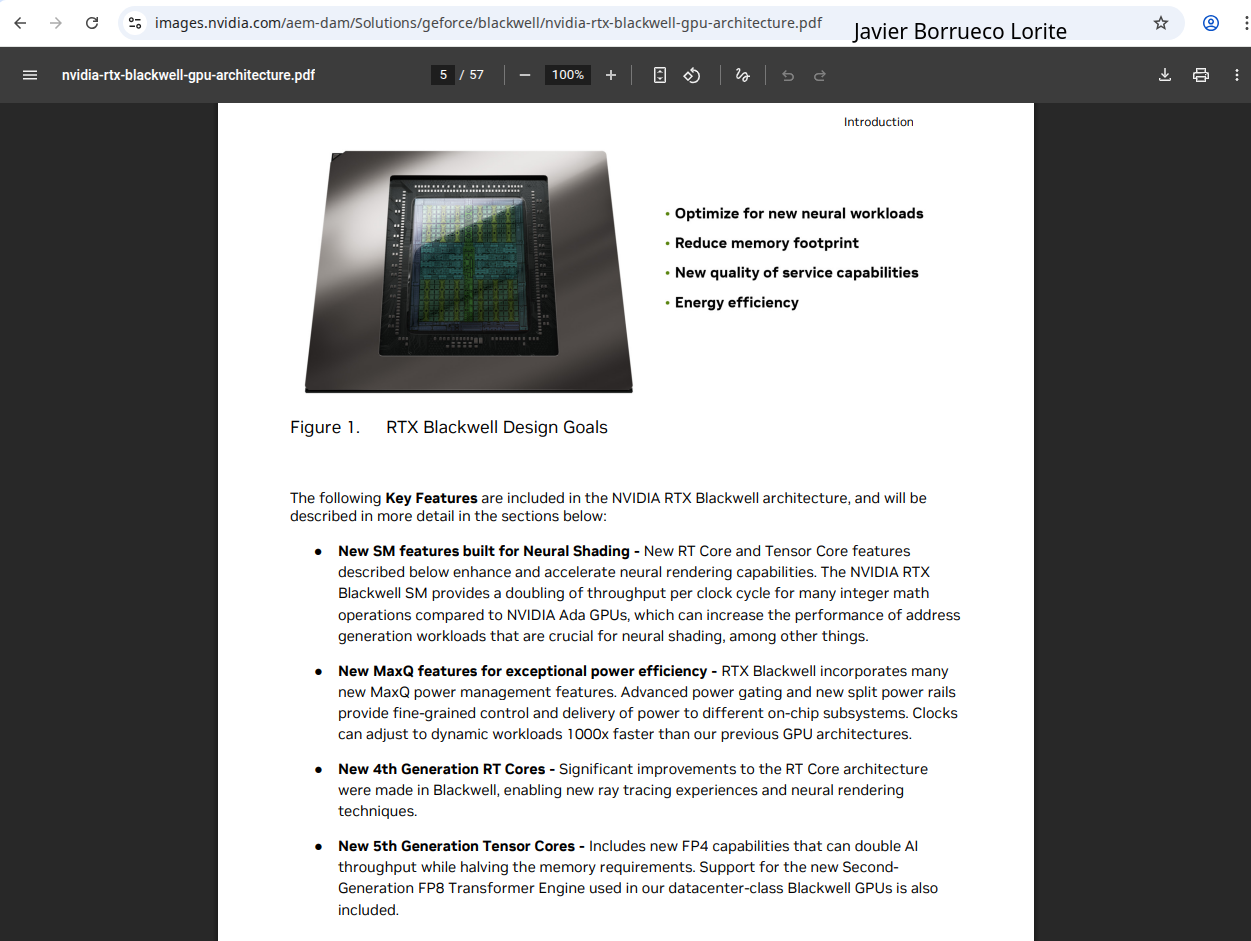 images.nvidia.com/aem-dam/Solutions/geforce/blackwell/nvidia-rtx-blackwell-gpu-architecture.pdf
Javier Borrueco Lorite
nvidia-rtx-blackwell-gpu-architecture.pdf
5 / 57
100%
Introduction
• Optimize for new neural workloads
• Reduce memory footprint
• New quality of service capabilities
• Energy efficiency
Figure 1. RTX Blackwell Design Goals
The following Key Features are included in the NVIDIA RTX Blackwell architecture, and will be
described in more detail in the sections below:
● New SM features built for Neural Shading - New RT Core and Tensor Core features
described below enhance and accelerate neural rendering capabilities. The NVIDIA RTX
Blackwell SM provides a doubling of throughput per clock cycle for many integer math
operations compared to NVIDIA Ada GPUs, which can increase the performance of address
generation workloads that are crucial for neural shading, among other things.
● New MaxQ features for exceptional power efficiency - RTX Blackwell incorporates many
new MaxQ power management features. Advanced power gating and new split power rails
provide fine-grained control and delivery of power to different on-chip subsystems. Clocks
can adjust to dynamic workloads 1000x faster than our previous GPU architectures.
● New 4th Generation RT Cores - Significant improvements to the RT Core architecture
were made in Blackwell, enabling new ray tracing experiences and neural rendering
techniques.
● New 5th Generation Tensor Cores - Includes new FP4 capabilities that can double AI
throughput while halving the memory requirements. Support for the new Second-
Generation FP8 Transformer Engine used in our datacenter-class Blackwell GPUs is also
included.